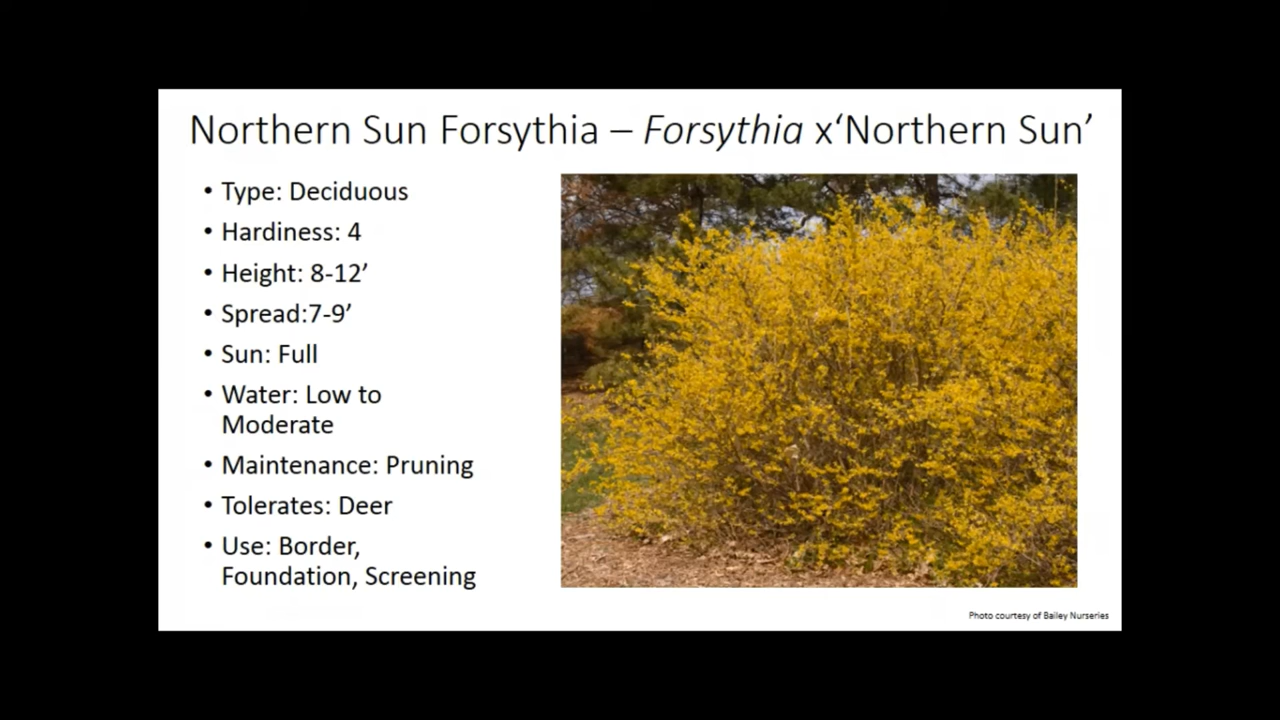 Northern Sun Forsythia – Forsythia x‘Northern Sun’
• Type: Deciduous
• Hardiness: 4
• Height: 8-12’
• Spread:7-9’
• Sun: Full
• Water: Low to
Moderate
• Maintenance: Pruning
• Tolerates: Deer
• Use: Border,
Foundation, Screening
Photo courtesy of Bailey Nurseries